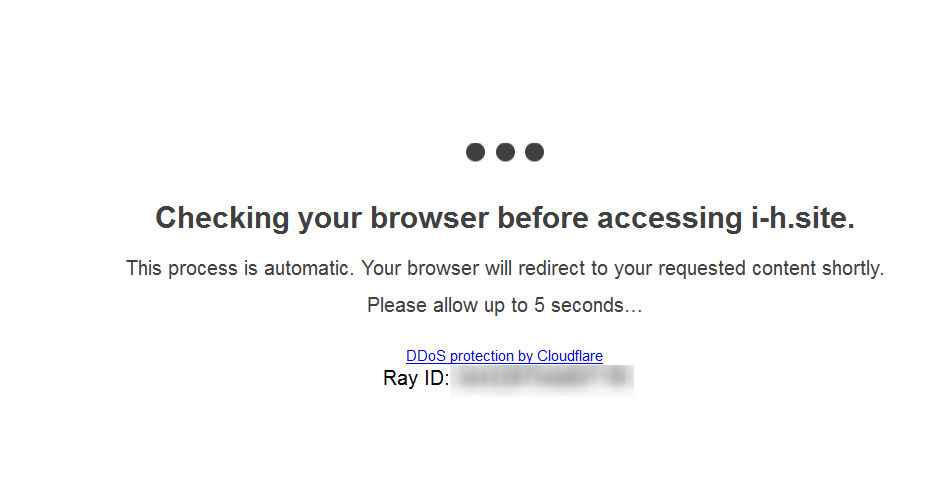 Checking your browser before accessing i-h.site.
This process is automatic. Your browser will redirect to your requested content shortly.
Please allow up to 5 seconds…
DDoS protection by Cloudflare
Ray ID: